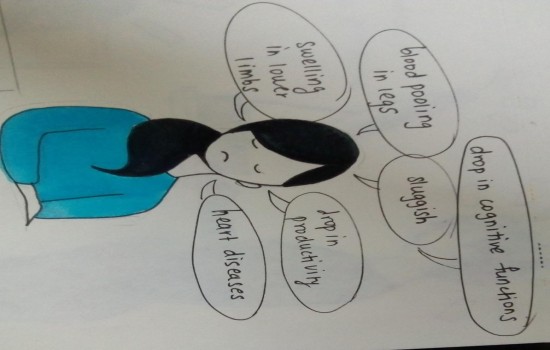 ......
drop in cognitive functions
blood pooling
in legs
sluggish
swelling
in lower
limbs
drop in
productivity
heart diseases